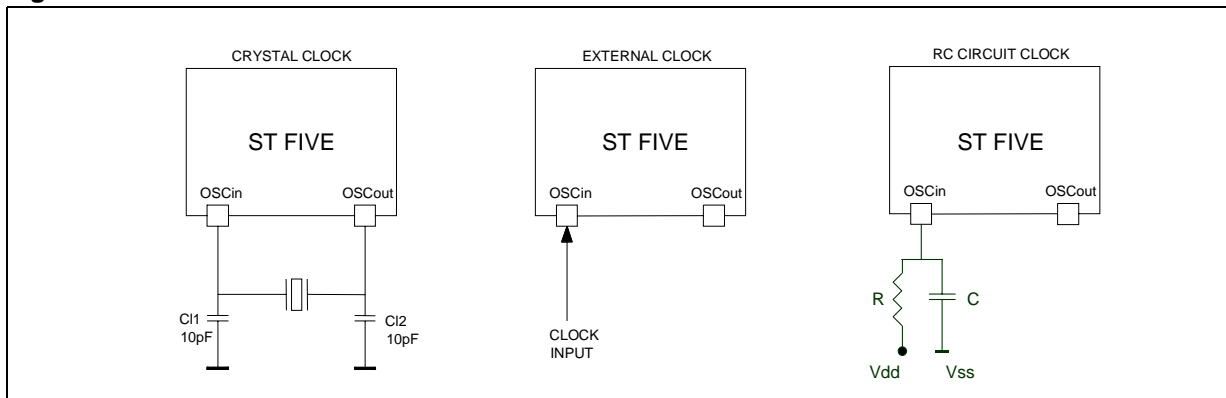 CRYSTAL CLOCK
ST FIVE
OSCin
OSCout
Cl1
10pF
Cl2
10pF
EXTERNAL CLOCK
ST FIVE
OSCin
OSCout
CLOCK
INPUT
RC CIRCUIT CLOCK
ST FIVE
OSCin
OSCout
R
C
Vdd
Vss